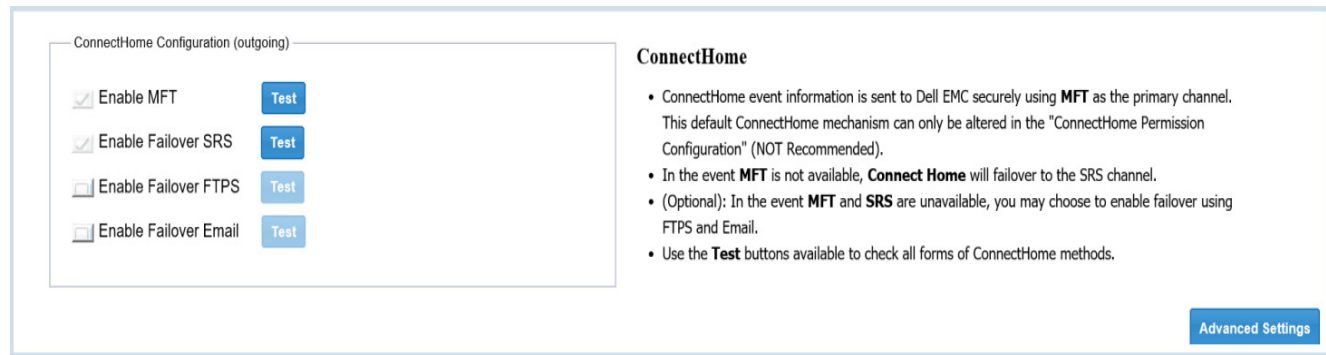 ConnectHome Configuration (outgoing)
Enable MFT Test
Enable Failover SRS Test
Enable Failover FTPS Test
Enable Failover Email Test
ConnectHome
• ConnectHome event information is sent to Dell EMC securely using MFT as the primary channel.
This default ConnectHome mechanism can only be altered in the "ConnectHome Permission
Configuration" (NOT Recommended).
• In the event MFT is not available, Connect Home will failover to the SRS channel.
• (Optional): In the event MFT and SRS are unavailable, you may choose to enable failover using
FTPS and Email.
• Use the Test buttons available to check all forms of ConnectHome methods.
Advanced Settings